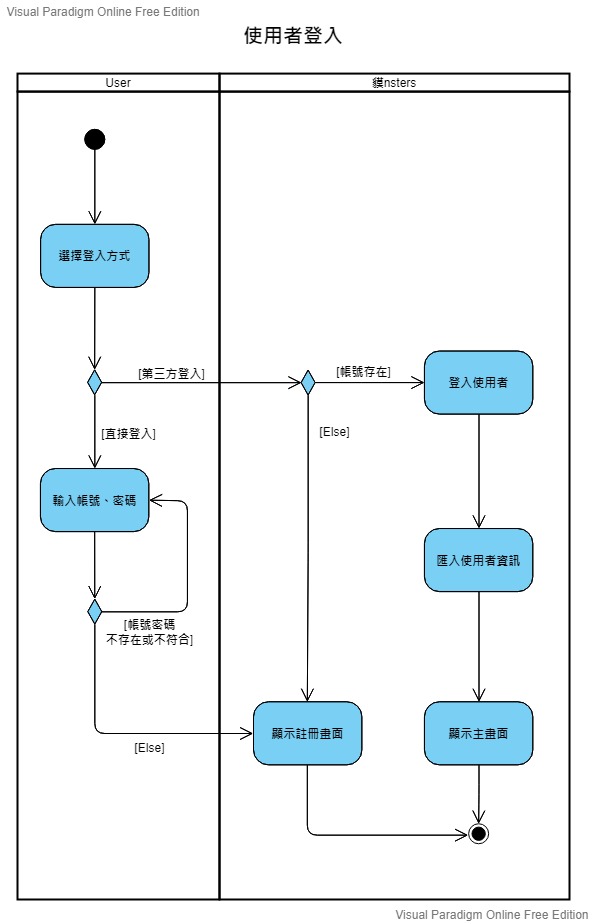 Visual Paradigm Online Free Edition
使用者登入
User
貘nsters
選擇登入方式
[第三方登入]
[帳號存在]
登入使用者
[直接登入]
[Else]
輸入帳號、密碼
匯入使用者資訊
[帳號密碼
不存在或不符合]
[Else]
顯示註冊畫面
顯示主畫面
Visual Paradigm Online Free Edition